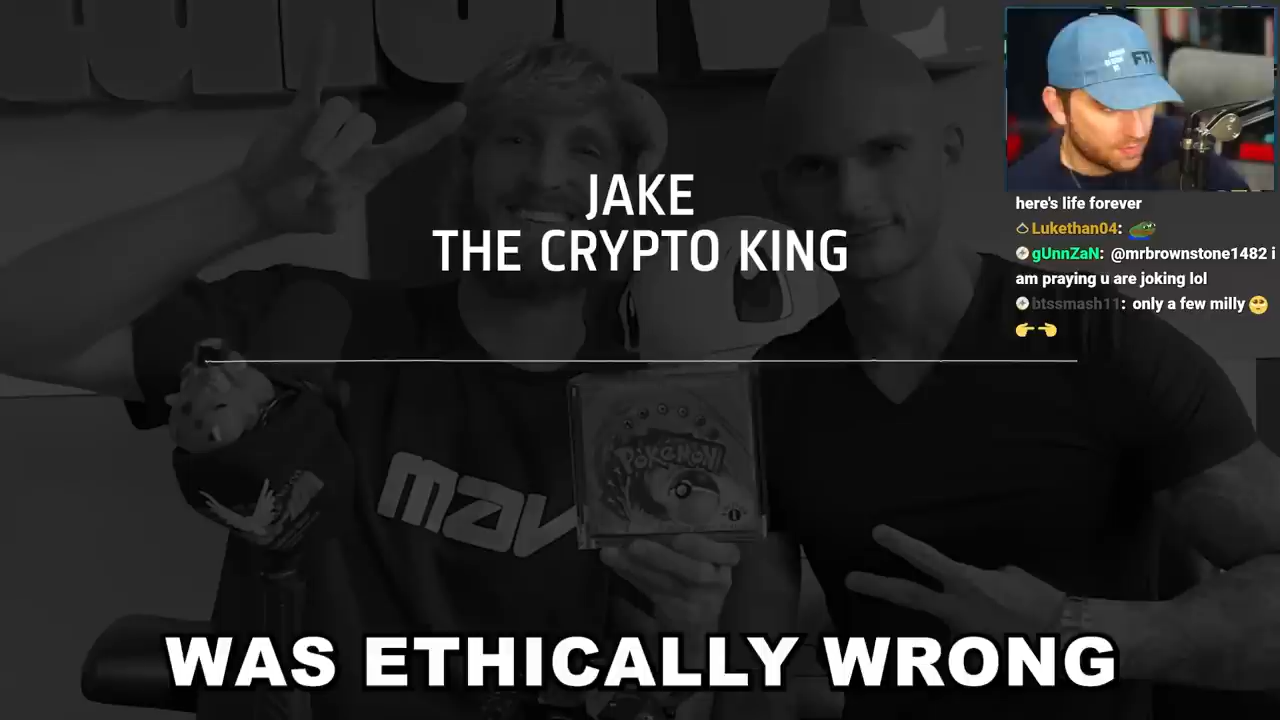 JAKE
THE CRYPTO KING
WAS ETHICALLY WRONG
MAV
POKéMON
FTX
here's life forever
Lukethan04:
gUnnZaN: @mrbrownstone1482 i
am praying u are joking lol
btssmash11: only a few milly 🥺
👉👈